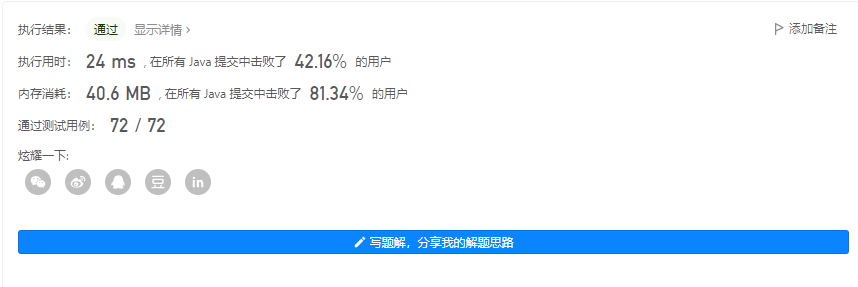 执行结果： 通过 显示详情 › 添加备注
执行用时： 24 ms , 在所有 Java 提交中击败了 42.16% 的用户
内存消耗： 40.6 MB , 在所有 Java 提交中击败了 81.34% 的用户
通过测试用例： 72 / 72
炫耀一下:
豆 in
写题解，分享我的解题思路